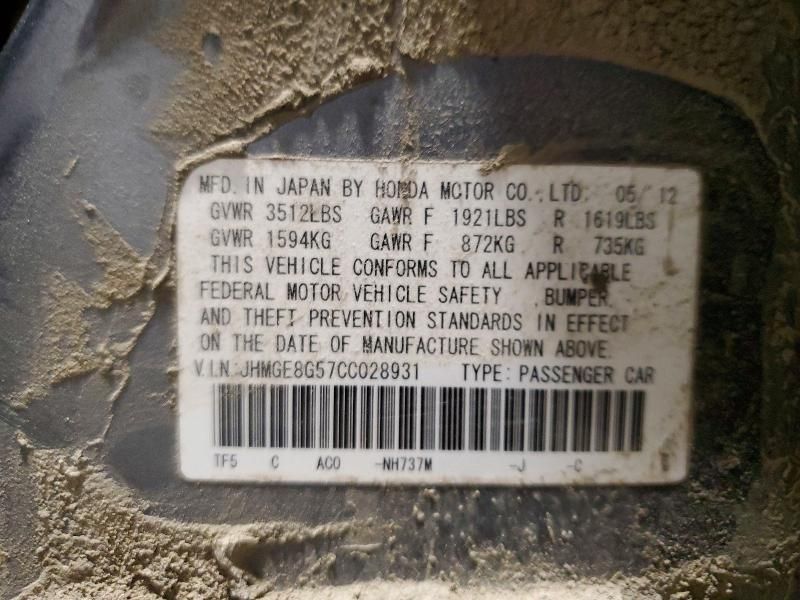 MFD. IN JAPAN BY HONDA MOTOR CO., LTD. 05/12
GVWR 3512LBS GAWR F 1921LBS R 1619LBS
GVWR 1594KG GAWR F 872KG R 735KG
THIS VEHICLE CONFORMS TO ALL APPLICABLE
FEDERAL MOTOR VEHICLE SAFETY, BUMPER,
AND THEFT PREVENTION STANDARDS IN EFFECT
ON THE DATE OF MANUFACTURE SHOWN ABOVE.
V.I.N: JHMGE8G57CC028931 TYPE: PASSENGER CAR
TF5 C AC0 -NH737M -J -C